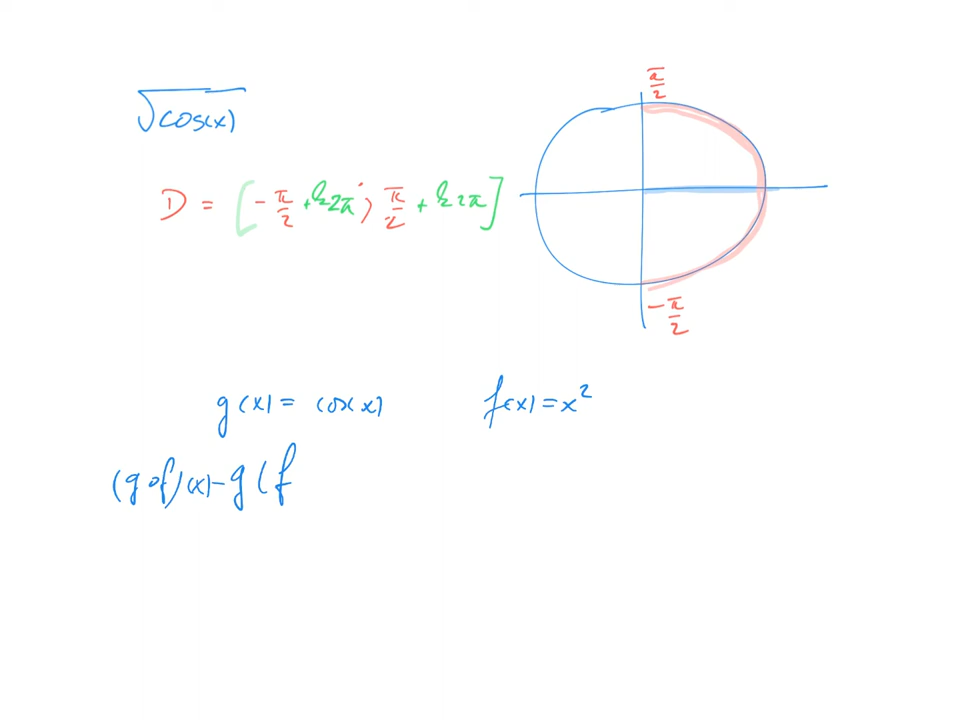 π/2
√cos(x)
D = [-π/2 + k2π ; π/2 + k2π]
-π/2
g(x) = cos(x) f(x) = x²
(g o f)(x) - g(f